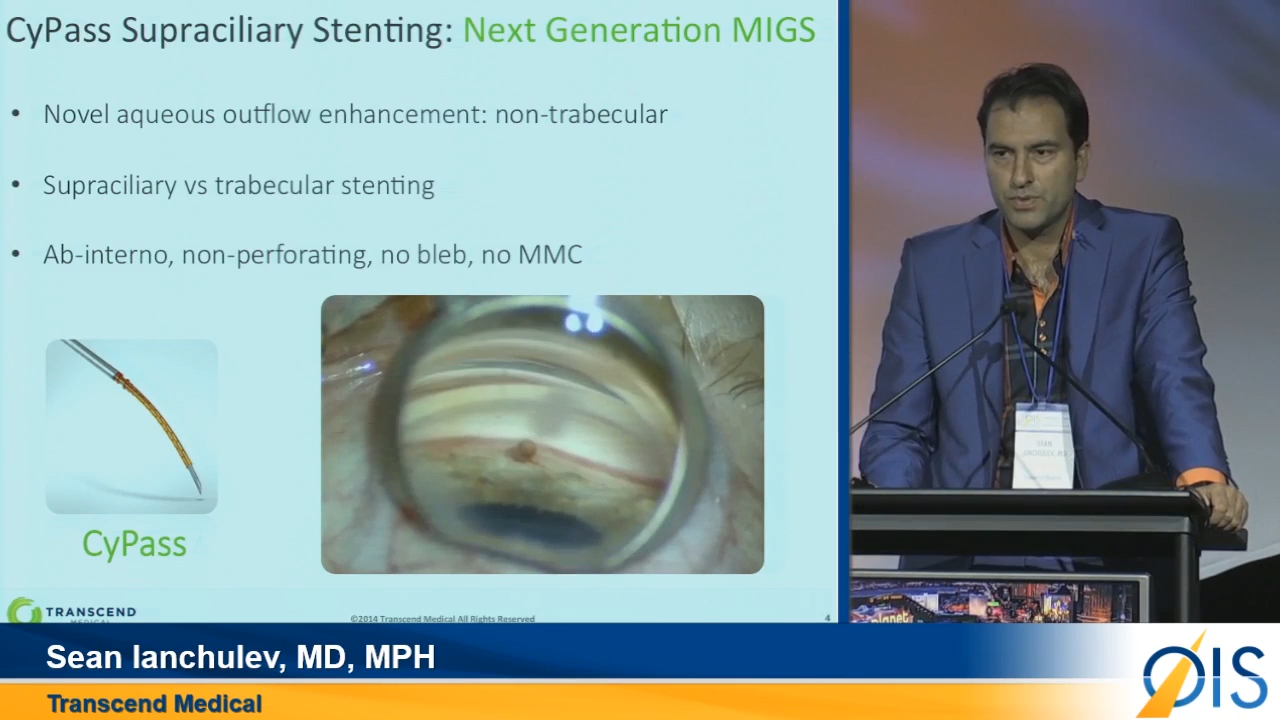 CyPass Supraciliary Stenting: Next Generation MIGS
• Novel aqueous outflow enhancement: non-trabecular
• Supraciliary vs trabecular stenting
• Ab-interno, non-perforating, no bleb, no MMC
CyPass
TRANSCEND
MEDICAL
©2014 Transcend Medical All Rights Reserved
4
SEAN
planet
Sean Ianchulev, MD, MPH
Transcend Medical
OIS